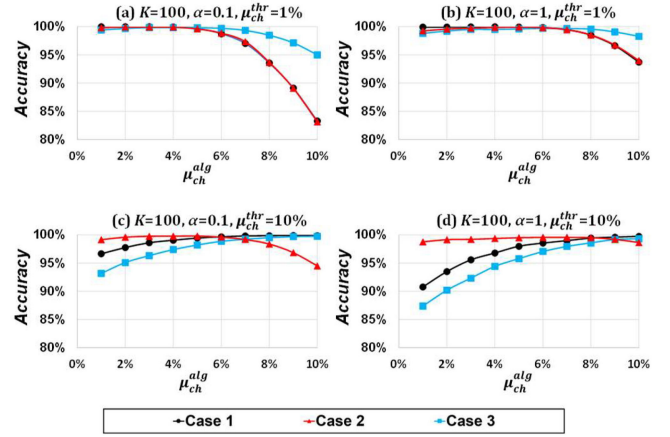 (a) K=100, α=0.1, μ_ch^thr=1%
(b) K=100, α=1, μ_ch^thr=1%
Accuracy
100%
95%
90%
85%
80%
0% 2% 4% 6% 8% 10%
μ_ch^alg
Accuracy
100%
95%
90%
85%
80%
0% 2% 4% 6% 8% 10%
μ_ch^alg
(c) K=100, α=0.1, μ_ch^thr=10%
(d) K=100, α=1, μ_ch^thr=10%
Accuracy
100%
95%
90%
85%
80%
0% 2% 4% 6% 8% 10%
μ_ch^alg
Accuracy
100%
95%
90%
85%
80%
0% 2% 4% 6% 8% 10%
μ_ch^alg
Case 1 Case 2 Case 3